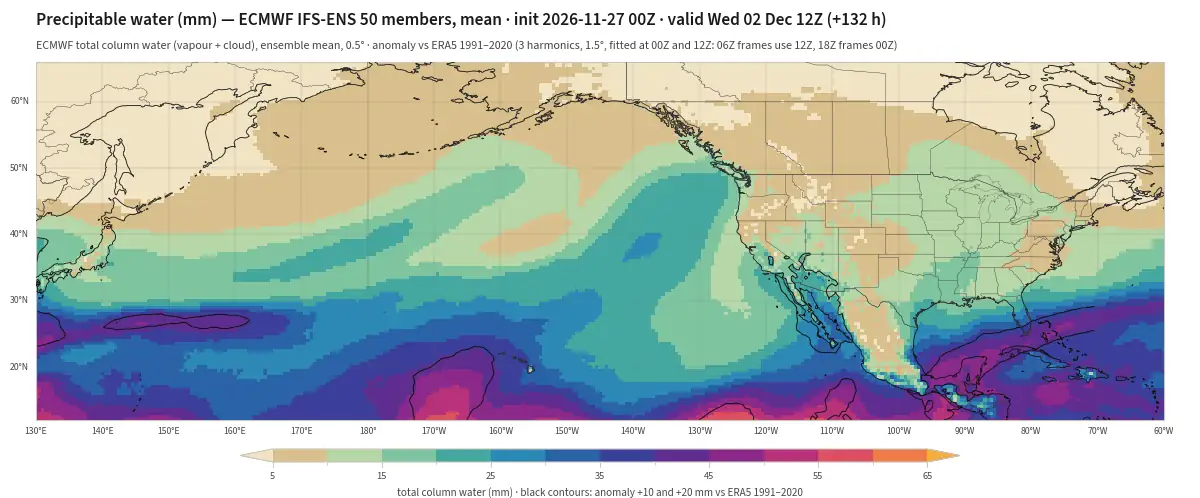 Precipitable water (mm) — ECMWF IFS-ENS 50 members, mean · init 2026-11-27 00Z · valid Wed 02 Dec 12Z (+132 h)
ECMWF total column water (vapour + cloud), ensemble mean, 0.5° · anomaly vs ERA5 1991–2020 (3 harmonics, 1.5°, fitted at 00Z and 12Z: 06Z frames use 12Z, 18Z frames 00Z)
60°N
50°N
40°N
30°N
20°N
130°E 140°E 150°E 160°E 170°E 180° 170°W 160°W 150°W 140°W 130°W 120°W 110°W 100°W 90°W 80°W 70°W 60°W
5 15 25 35 45 55 65
total column water (mm) · black contours: anomaly +10 and +20 mm vs ERA5 1991–2020